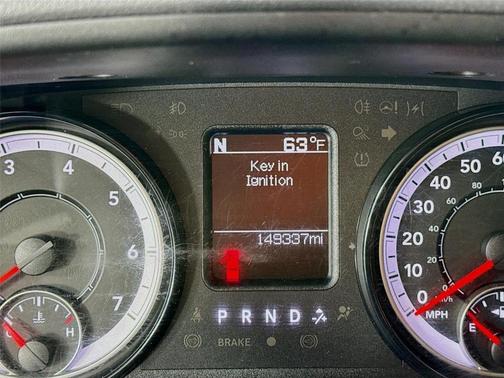 N 63°F
Key in
Ignition
149337mi
3 4 5 6 7
60 50 40 30 20 10 0
km/h
MPH
C H
E
P R N D
BRAKE